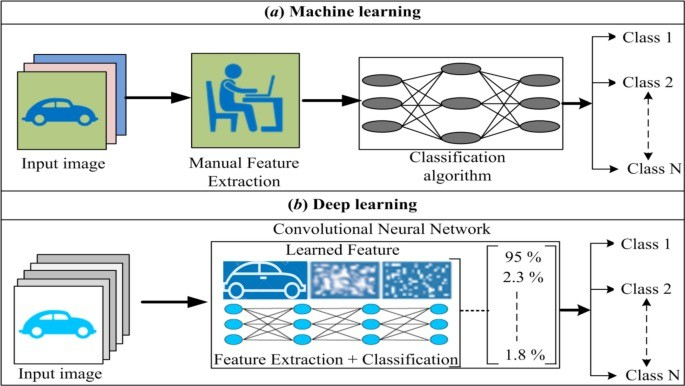 (a) Machine learning
Class 1
Class 2
Class N
Input image
Manual Feature
Extraction
Classification
algorithm
(b) Deep learning
Convolutional Neural Network
Learned Feature
95 %
2.3 %
1.8 %
Feature Extraction + Classification
Class 1
Class 2
Class N
Input image